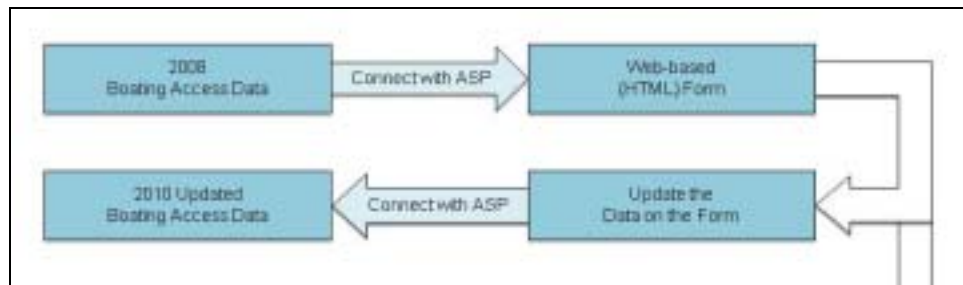 2008
Boating Access Data
Connect with ASP
Web-based
(HTML) Form
2010 Updated
Boating Access Data
Connect with ASP
Update the
Data on the Form